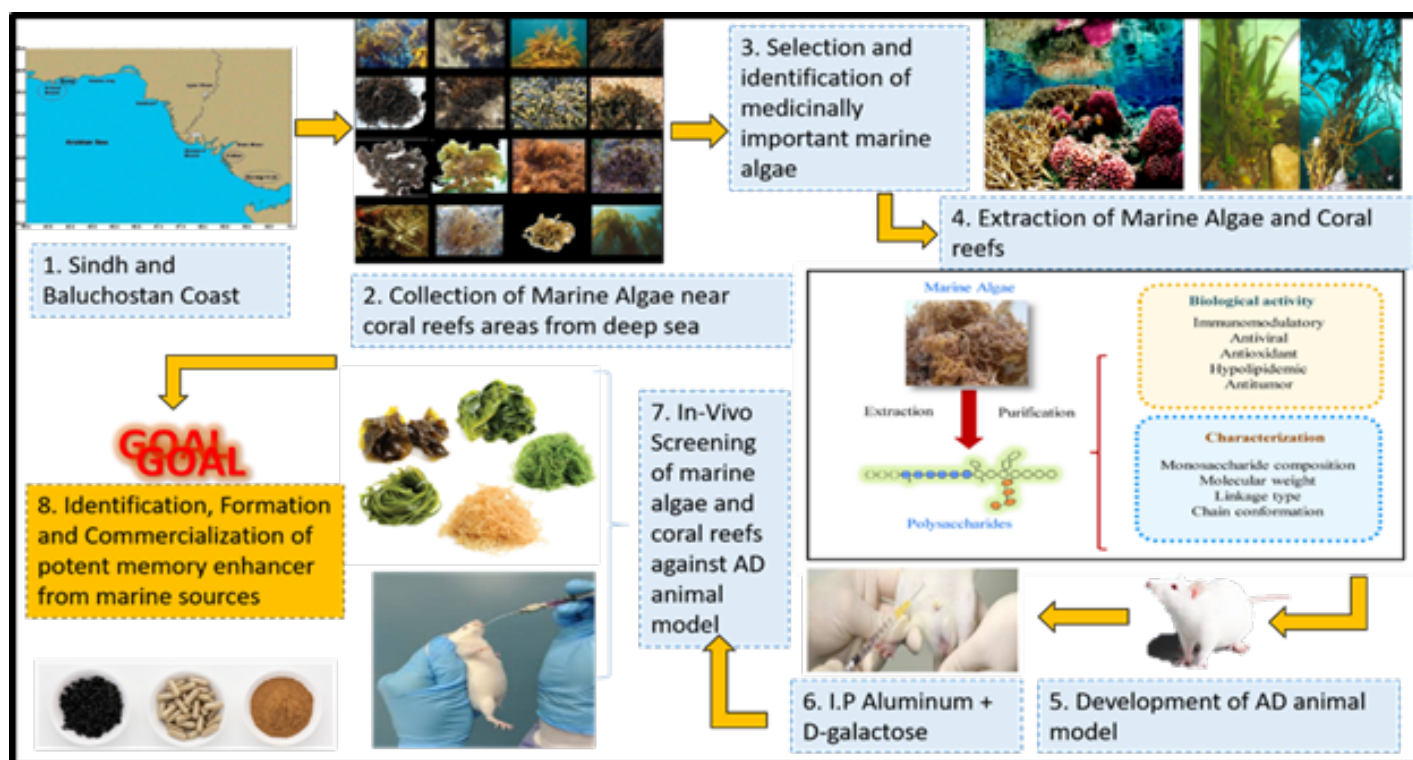 1. Sindh and
Baluchostan Coast
2. Collection of Marine Algae near
coral reefs areas from deep sea
3. Selection and
identification of
medicinally
important marine
algae
4. Extraction of Marine Algae and Coral
reefs
Marine Algae
Extraction
Purification
Polysaccharides
Biological activity
Immunomodulatory
Antiviral
Antioxidant
Hypolipidemic
Antitumor
Characterization
Monosaccharide composition
Molecular weight
Linkage type
Chain conformation
5. Development of AD animal
model
6. I.P Aluminum +
D-galactose
7. In-Vivo
Screening
of marine
algae and
coral reefs
against AD
animal
model
GOAL
GOAL
8. Identification, Formation
and Commercialization of
potent memory enhancer
from marine sources